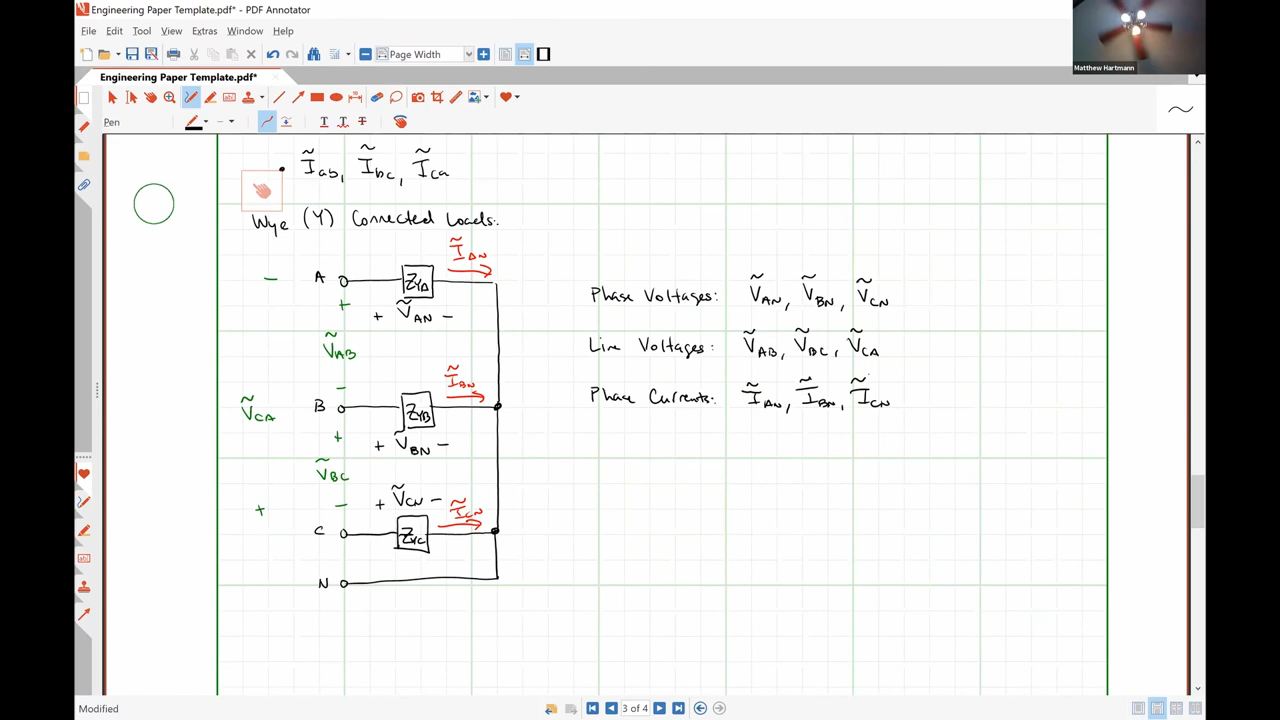 Engineering Paper Template.pdf* - PDF Annotator
File Edit Tool View Extras Window Help
Page Width
Engineering Paper Template.pdf*
Pen
Matthew Hartmann
Ĩab, Ĩbc, Ĩca
Wye (Y) Connected Loads:
ĨAN
- A ZYA
+ + ṼAN -
ṼAB
ĨBN
-
B ZYB
ṼCA
+ + ṼBN -
ṼBC
+ ṼCN - ĨCN
+ -
C ZYC
N
Phase Voltages: ṼAN, ṼBN, ṼCN
Line Voltages: ṼAB, ṼBC, ṼCA
Phase Currents: ĨAN, ĨBN, ĨCN
Modified
3 of 4